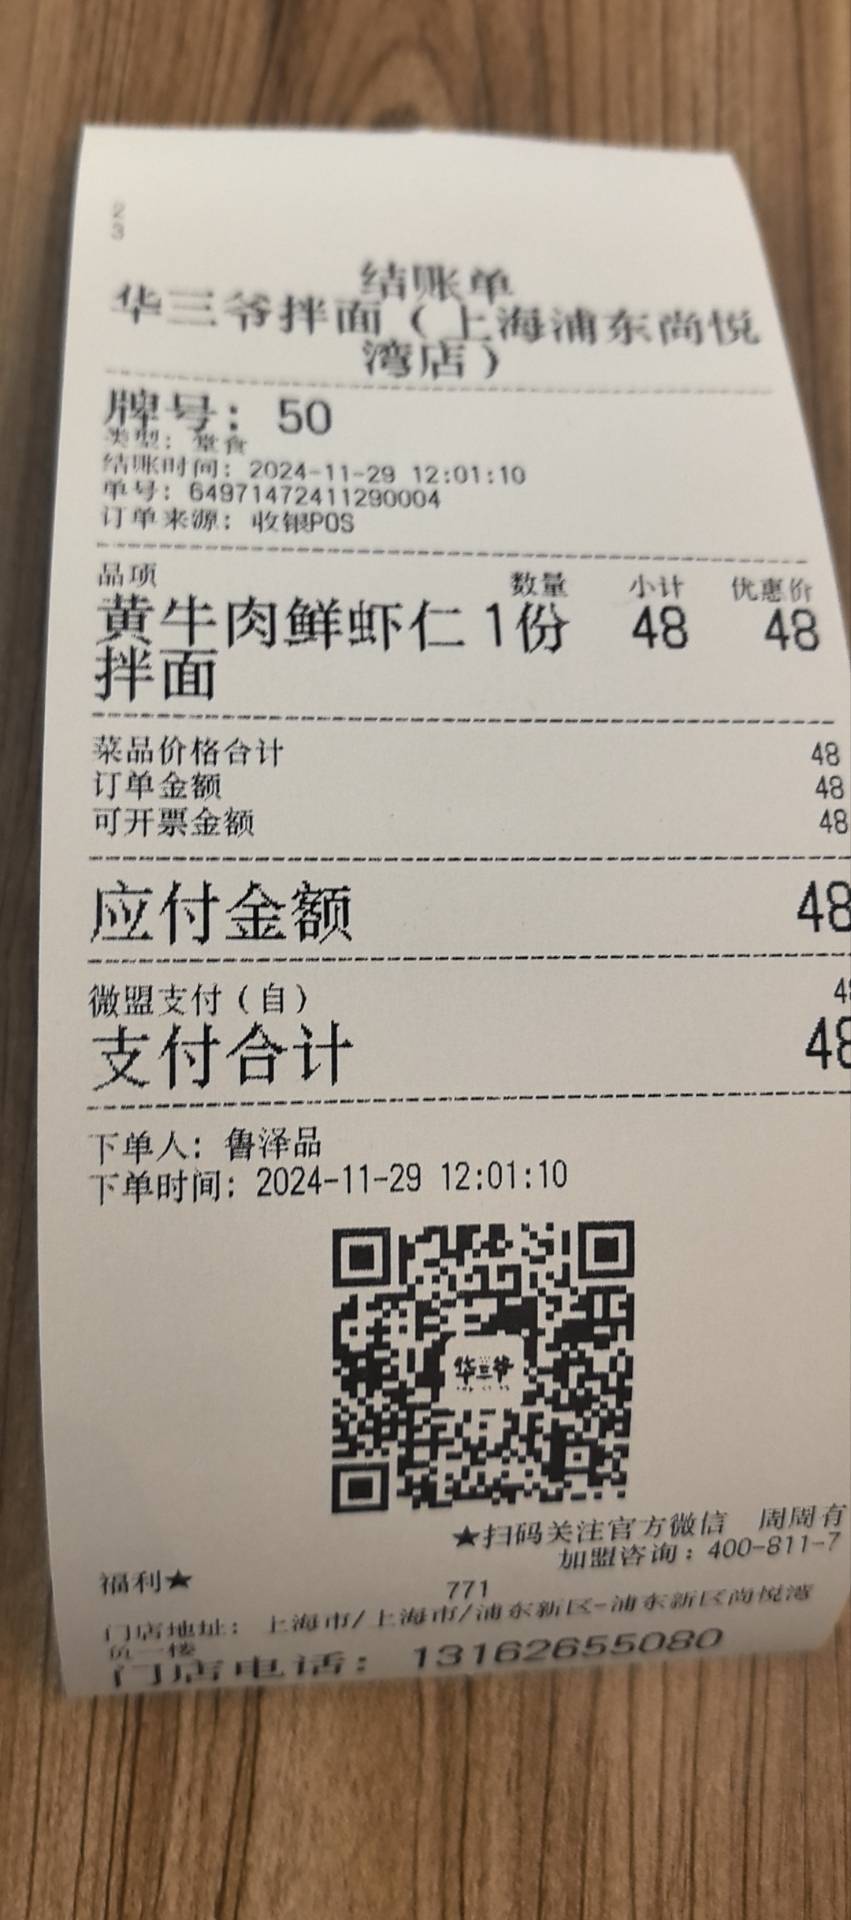 23
结账单
华三爷拌面（上海浦东尚悦
湾店）
牌号：50
类型：堂食
结账时间：2024-11-29 12:01:10
单号：64971472411290004
订单来源：收银POS
品项 数量 小计 优惠价
黄牛肉鲜虾仁 1份 48 48
拌面
菜品价格合计 48
订单金额 48
可开票金额 48
应付金额 48
微盟支付（自） 48
支付合计 48
下单人：鲁泽品
下单时间：2024-11-29 12:01:10
华三爷
★扫码关注官方微信 周周有
福利★
加盟咨询：400-811-7
771
门店地址：上海市/上海市/浦东新区-浦东新区尚悦湾
负一楼
门店电话：13162655080